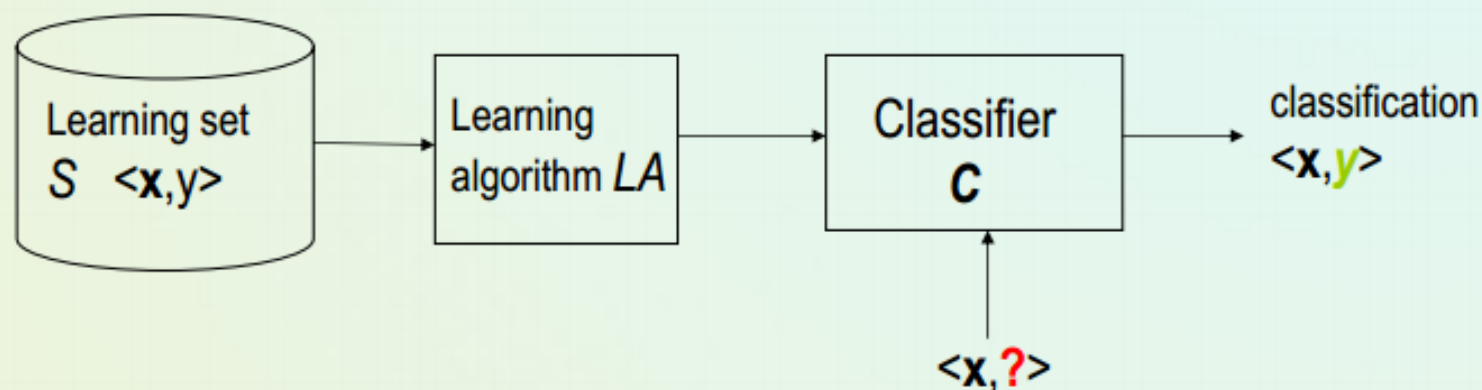 Learning set
S <x,y>
Learning
algorithm LA
Classifier
C
classification
<x,y>
<x,?>